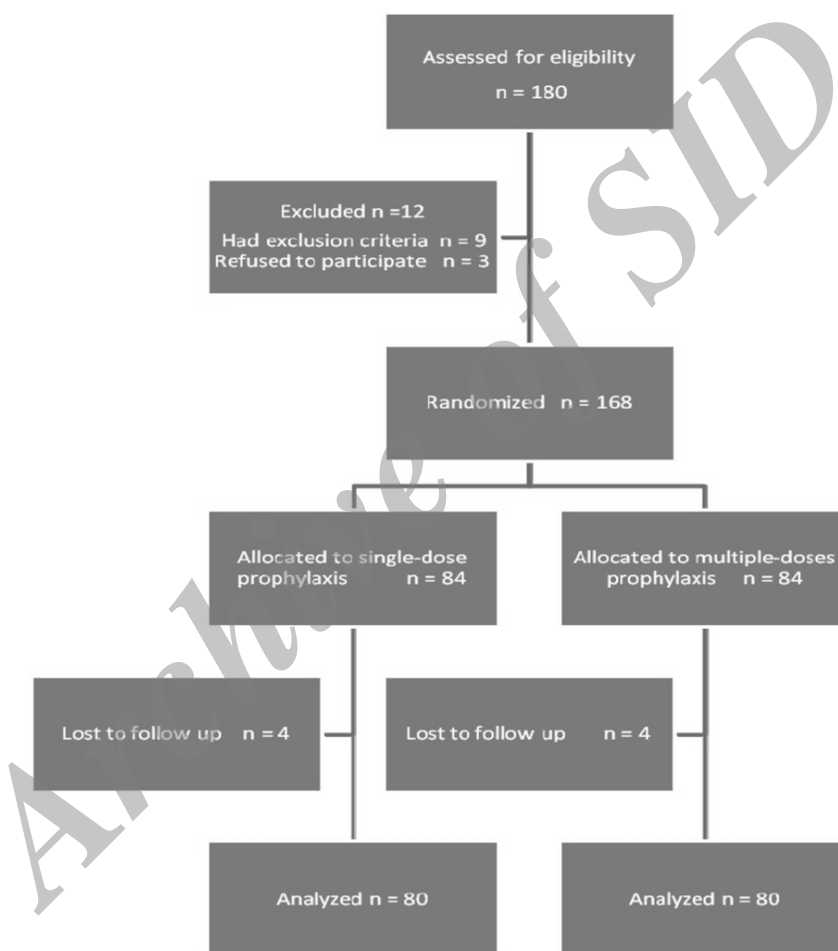 Assessed for eligibility
n = 180
Excluded n =12
Had exclusion criteria n = 9
Refused to participate n = 3
Randomized n = 168
Allocated to single-dose
prophylaxis n = 84
Allocated to multiple-doses
prophylaxis n = 84
Lost to follow up n = 4
Lost to follow up n = 4
Analyzed n = 80
Analyzed n = 80
Archive of SID